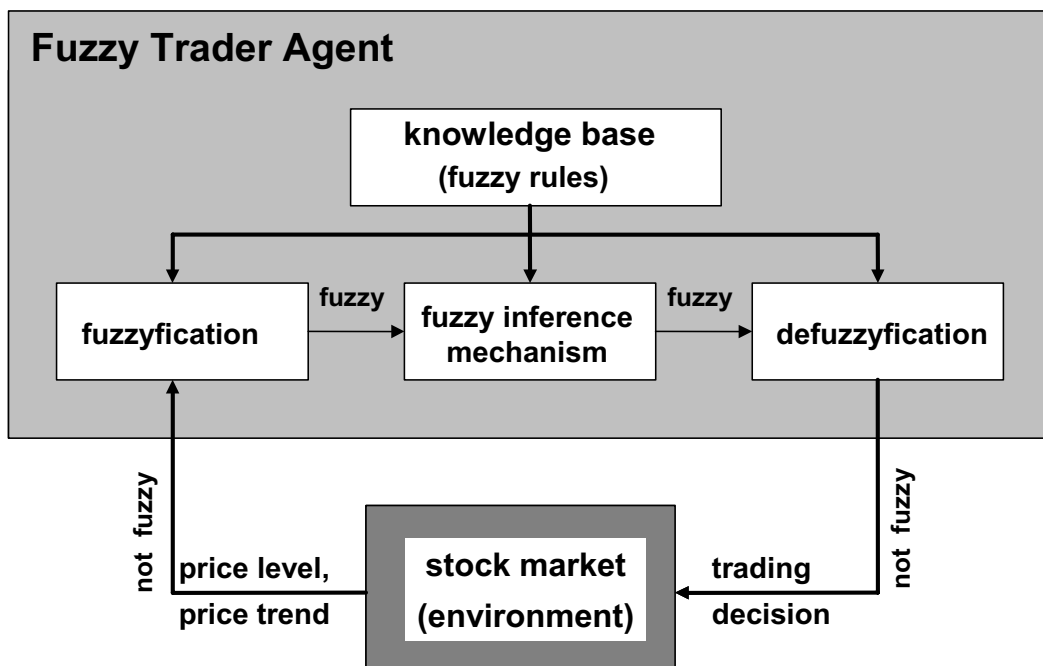 Fuzzy Trader Agent
knowledge base
(fuzzy rules)
fuzzyfication
fuzzy
fuzzy inference
mechanism
fuzzy
defuzzyfication
not fuzzy
price level,
price trend
stock market
(environment)
trading
decision
not fuzzy